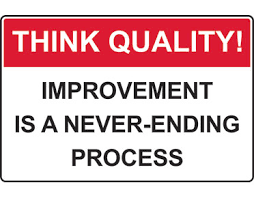 THINK QUALITY!
IMPROVEMENT
IS A NEVER-ENDING
PROCESS